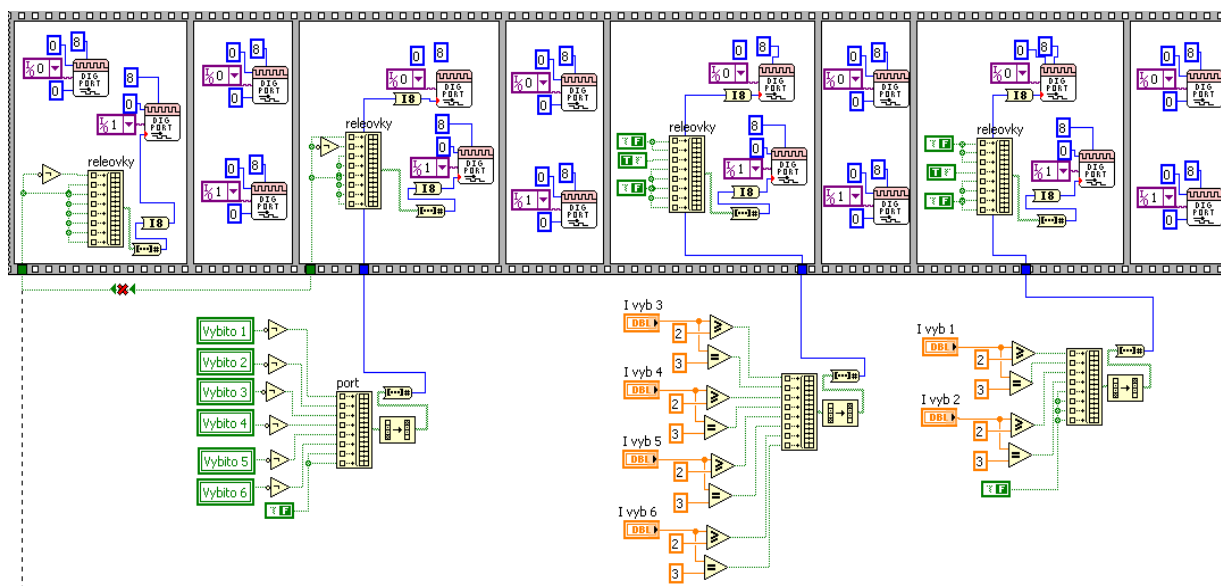 0 8
I/O 0
DIG
PORT
0
8
0
I/O 1
DIG
PORT
releovky
I8
[···]#
0 8
I/O 0
DIG
PORT
0
0 8
I/O 1
DIG
PORT
0
0 8
I/O 0
DIG
PORT
I8
releovky
8
0
I/O 1
DIG
PORT
I8
[···]#
0 8
I/O 0
DIG
PORT
0
0 8
I/O 1
DIG
PORT
0
0 8
I/O 0
DIG
PORT
I8
releovky
F
T
F
8
0
I/O 1
DIG
PORT
I8
[···]#
0 8
I/O 0
DIG
PORT
0
0 8
I/O 1
DIG
PORT
0
0 8
I/O 0
DIG
PORT
I8
releovky
F
T
F
8
0
I/O 1
DIG
PORT
I8
[···]#
0 8
I/O 0
DIG
PORT
0
0 8
I/O 1
DIG
PORT
0
Vybito 1
Vybito 2
Vybito 3
Vybito 4
Vybito 5
Vybito 6
F
port
[···]#
I vyb 3
DBL
2
≥
3
=
I vyb 4
DBL
2
≥
3
=
I vyb 5
DBL
2
≥
3
=
I vyb 6
DBL
2
≥
3
=
[···]#
I vyb 1
DBL
2
≥
3
=
I vyb 2
DBL
2
≥
3
=
F
[···]#